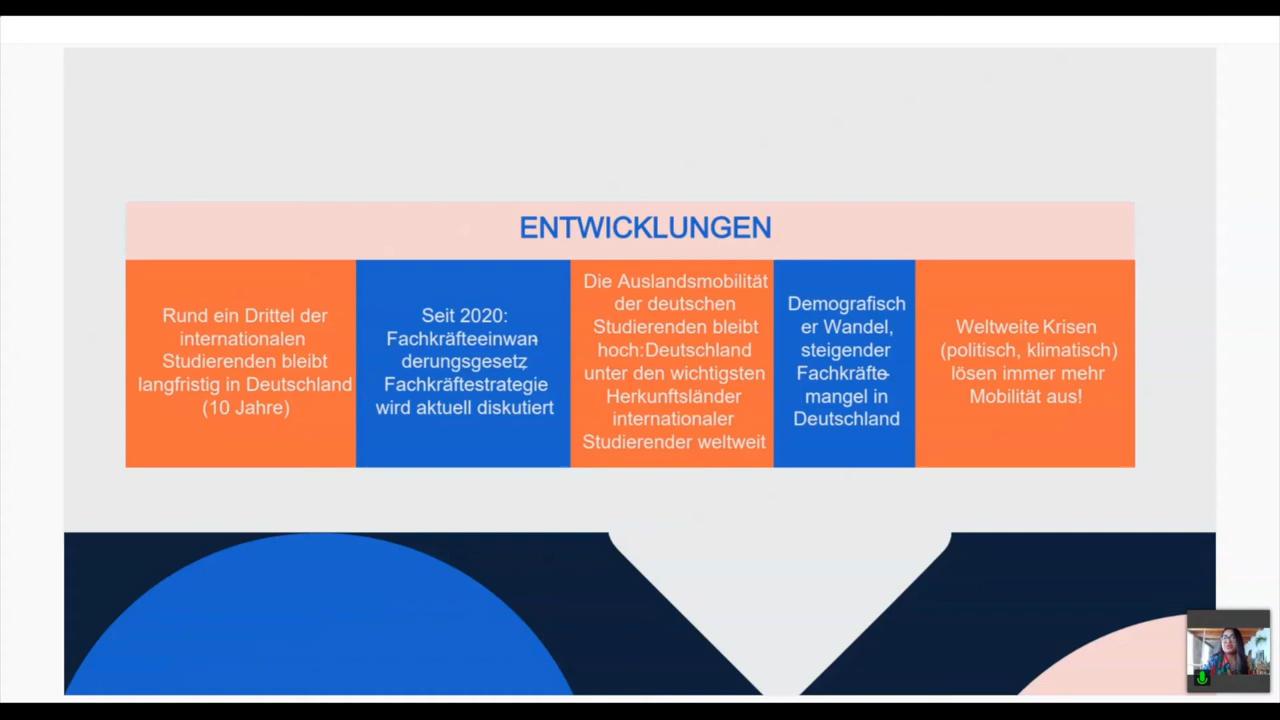 ENTWICKLUNGEN
Rund ein Drittel der
internationalen
Studierenden bleibt
langfristig in Deutschland
(10 Jahre)
Seit 2020:
Fachkräfteeinwan-
derungsgesetz,
Fachkräftestrategie
wird aktuell diskutiert
Die Auslandsmobilität
der deutschen
Studierenden bleibt
hoch:Deutschland
unter den wichtigsten
Herkunftsländer
internationaler
Studierender weltweit
Demografisch
er Wandel,
steigender
Fachkräfte-
mangel in
Deutschland
Weltweite Krisen
(politisch, klimatisch)
lösen immer mehr
Mobilität aus!